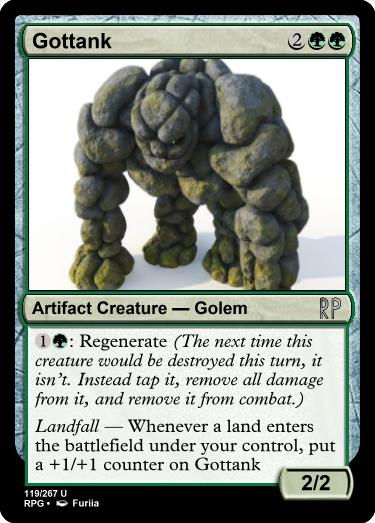 Gottank 2
Artifact Creature — Golem RP
1: Regenerate (The next time this
creature would be destroyed this turn, it
isn't. Instead tap it, remove all damage
from it, and remove it from combat.)
Landfall — Whenever a land enters
the battlefield under your control, put
a +1/+1 counter on Gottank
2/2
119/267 U
RPG • Furiia